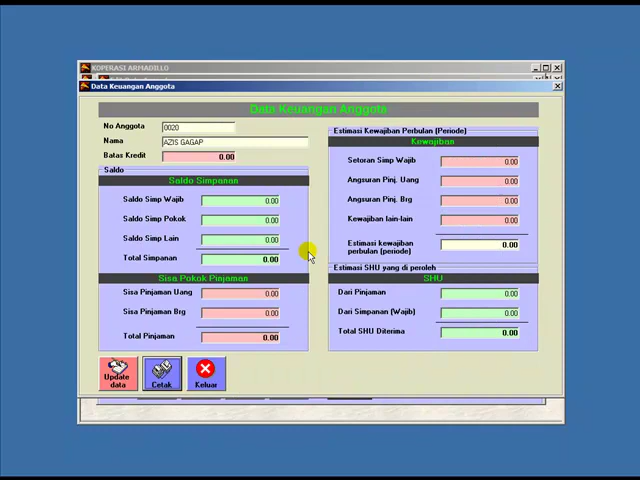 KOPERASI ARMADILLO
Data Keuangan Anggota
Data Keuangan Anggota
No Anggota 0020
Nama AZIS GAGAP
Batas Kredit 0.00
Saldo
Saldo Simpanan
Saldo Simp Wajib 0.00
Saldo Simp Pokok 0.00
Saldo Simp Lain 0.00
Total Simpanan 0.00
Sisa Pokok Pinjaman
Sisa Pinjaman Uang 0.00
Sisa Pinjaman Brg 0.00
Total Pinjaman 0.00
Estimasi Kewajiban Perbulan (Periode)
Kewajiban
Setoran Simp Wajib 0.00
Angsuran Pinj. Uang 0.00
Angsuran Pinj. Brg 0.00
Kewajiban lain-lain 0.00
Estimasi kewajiban
perbulan (periode) 0.00
Estimasi SHU yang di peroleh
SHU
Dari Pinjaman 0.00
Dari Simpanan (Wajib) 0.00
Total SHU Diterima 0.00
Update
data
Cetak
Keluar